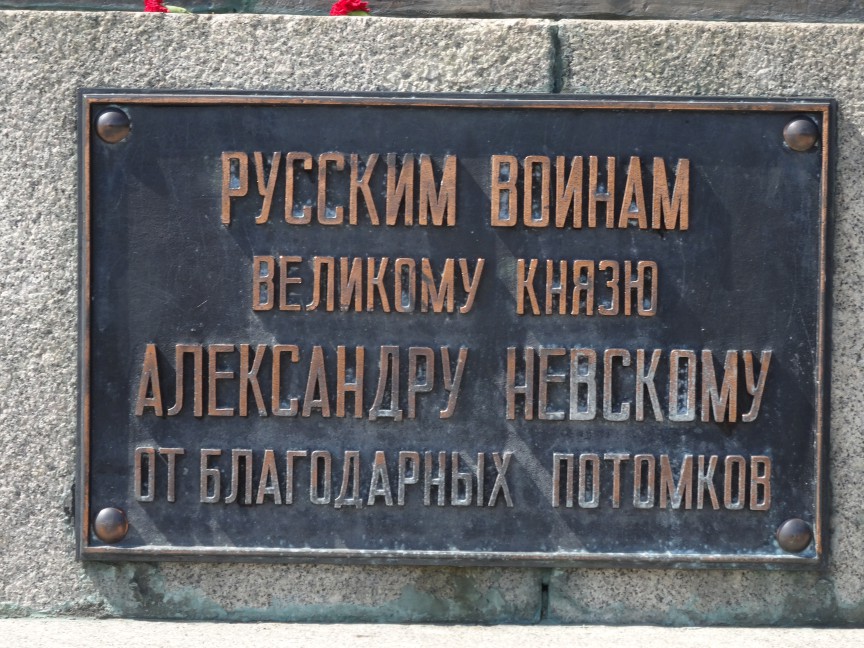 РУССКИМ ВОИНАМ
ВЕЛИКОМУ КНЯЗЮ
АЛЕКСАНДРУ НЕВСКОМУ
ОТ БЛАГОДАРНЫХ ПОТОМКОВ